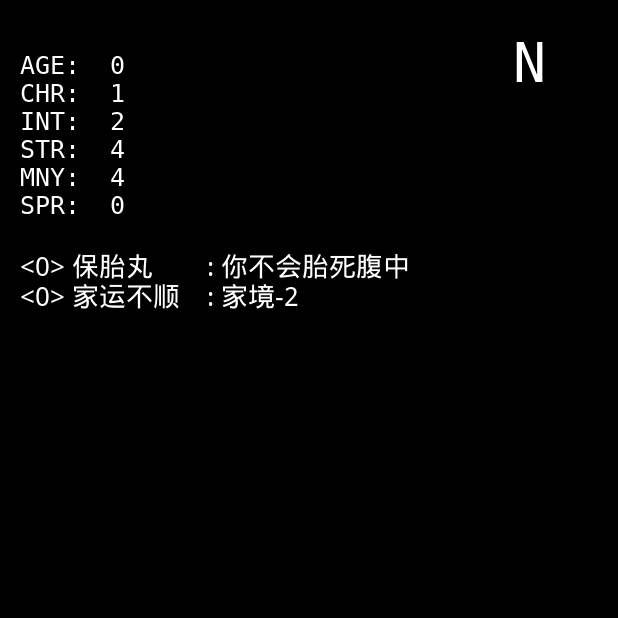 N
AGE: 0
CHR: 1
INT: 2
STR: 4
MNY: 4
SPR: 0
<O> 保胎丸 : 你不会胎死腹中
<O> 家运不顺 : 家境-2